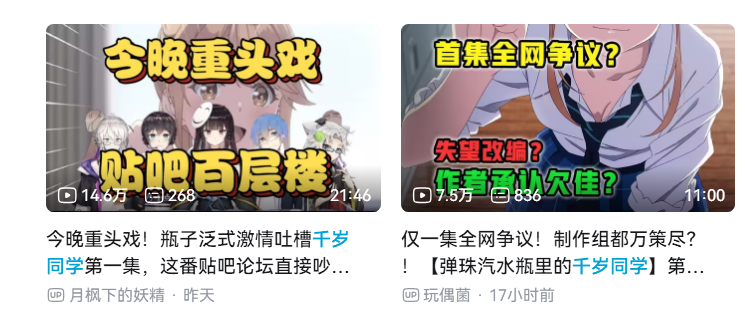 今晚重头戏
贴吧百层楼
14.6万 268 21:46
今晚重头戏！瓶子泛式激情吐槽千岁
同学第一集，这番贴吧论坛直接吵…
UP 月枫下的妖精 · 昨天
首集全网争议？
失望改编？
作者承认欠佳？
7.5万 836 11:00
仅一集全网争议！制作组都万策尽？
！【弹珠汽水瓶里的千岁同学】第…
UP 玩偶菌 · 17小时前